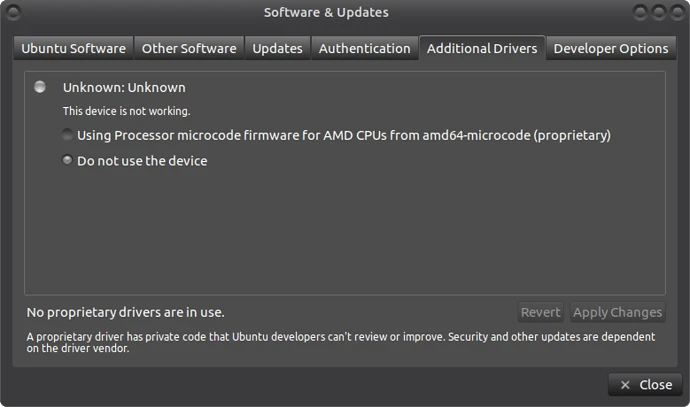 Software & Updates
Ubuntu Software Other Software Updates Authentication Additional Drivers Developer Options
Unknown: Unknown
This device is not working.
Using Processor microcode firmware for AMD CPUs from amd64-microcode (proprietary)
Do not use the device
No proprietary drivers are in use.
Revert Apply Changes
A proprietary driver has private code that Ubuntu developers can't review or improve. Security and other updates are dependent
on the driver vendor.
Close